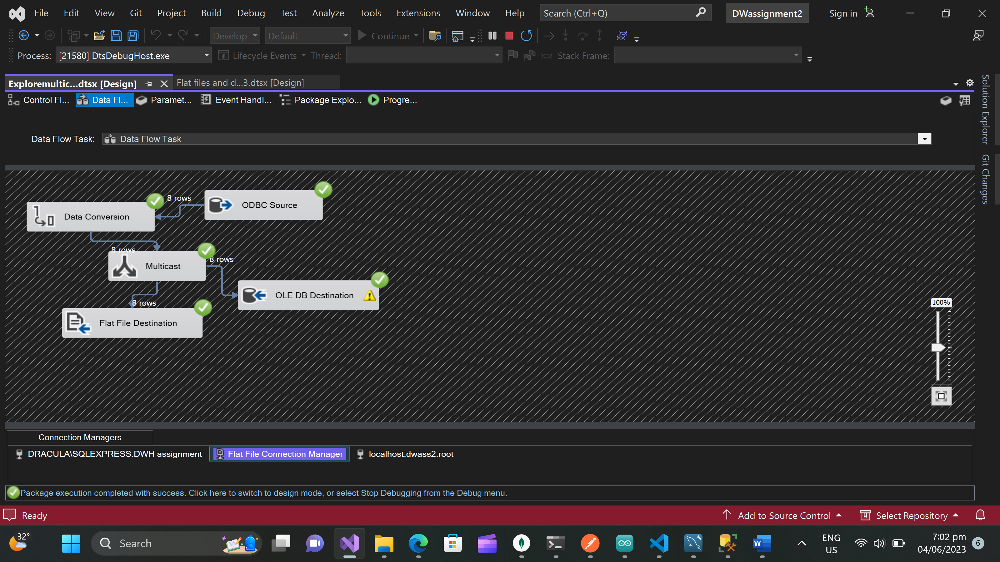 File Edit View Git Project Build Debug Test Analyze Tools Extensions Window Help Search (Ctrl+Q) DWassignment2 Sign in
Develop Default Continue
Process: [21580] DtsDebugHost.exe Lifecycle Events Thread: Stack Frame:
Exploremultic...dtsx [Design] Flat files and d...3.dtsx [Design]
Control Fl... Data Fl... Paramet... Event Handl... Package Explo... Progre...
Solution Explorer
Git Changes
Data Flow Task: Data Flow Task
8 rows
ODBC Source
Data Conversion
8 rows
Multicast
8 rows
OLE DB Destination
8 rows
Flat File Destination
100%
Connection Managers
DRACULA\SQLEXPRESS.DWH assignment Flat File Connection Manager localhost.dwass2.root
Package execution completed with success. Click here to switch to design mode, or select Stop Debugging from the Debug menu.
Ready Add to Source Control Select Repository
32° Search ENG 7:02 pm
US 04/06/2023 6